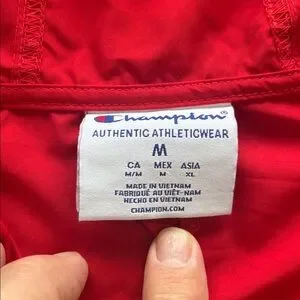 Champion
AUTHENTIC ATHLETICWEAR
M
CA MEX ASIA
M/M M XL
MADE IN VIETNAM
FABRIQUÉ AU VIÊT-NAM
HECHO EN VIETNAM
CHAMPION.COM